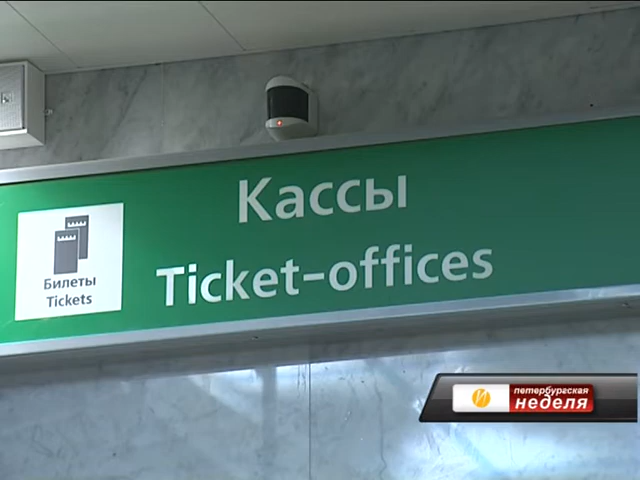 Кассы
Ticket-offices
Билеты
Tickets
петербургская
неделя